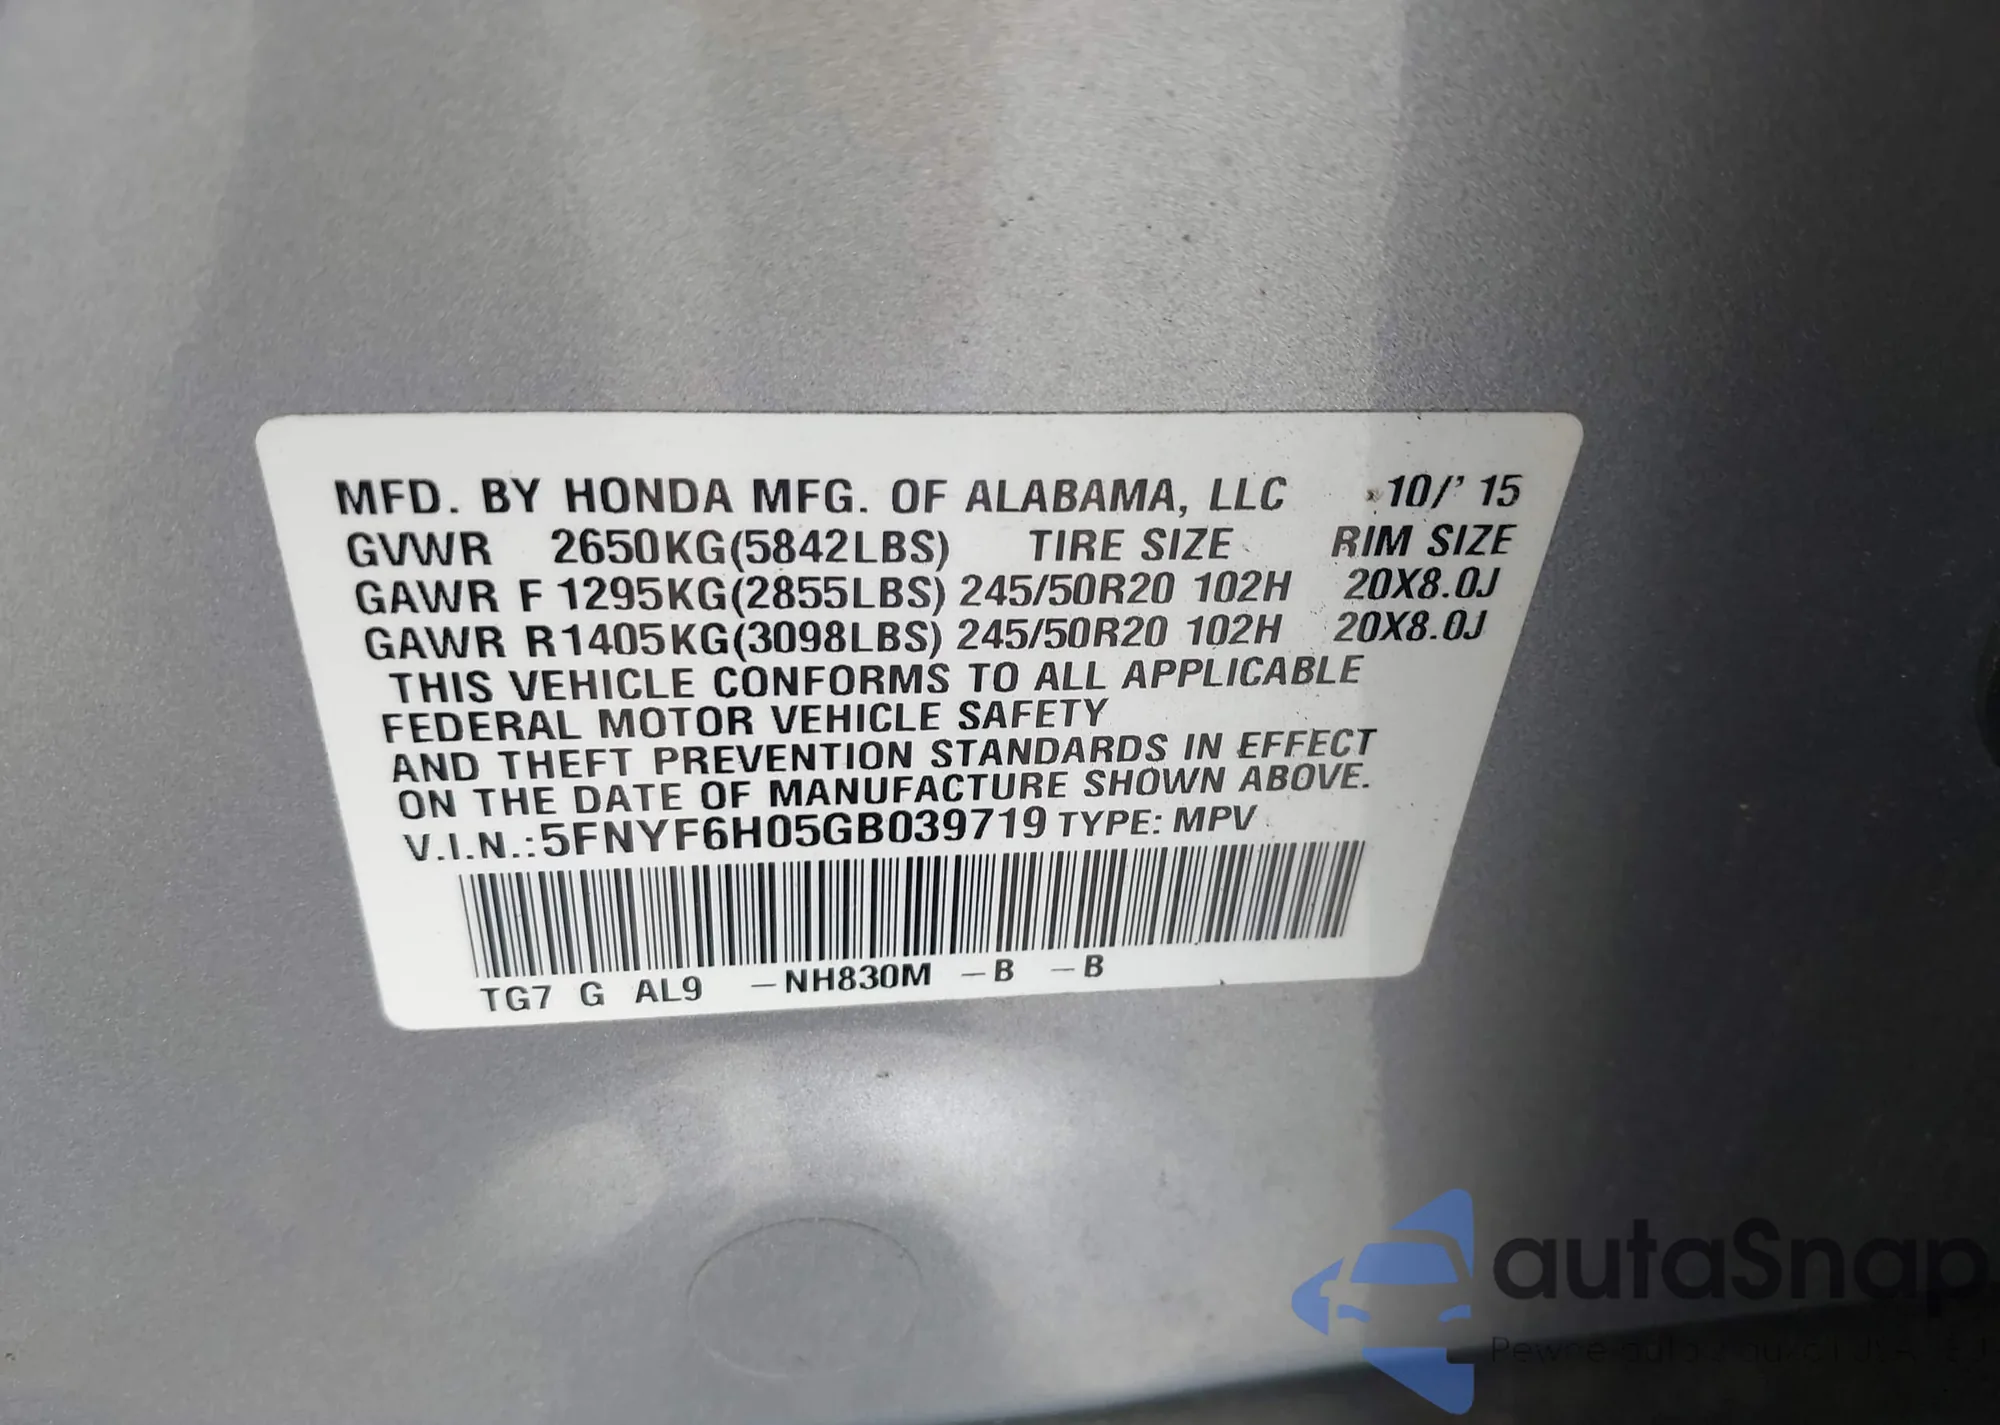 MFD. BY HONDA MFG. OF ALABAMA, LLC 10/' 15
GVWR 2650KG(5842LBS) TIRE SIZE RIM SIZE
GAWR F 1295KG(2855LBS) 245/50R20 102H 20X8.0J
GAWR R1405KG(3098LBS) 245/50R20 102H 20X8.0J
THIS VEHICLE CONFORMS TO ALL APPLICABLE
FEDERAL MOTOR VEHICLE SAFETY
AND THEFT PREVENTION STANDARDS IN EFFECT
ON THE DATE OF MANUFACTURE SHOWN ABOVE.
V.I.N.:5FNYF6H05GB039719 TYPE: MPV
TG7 G AL9 –NH830M –B –B
autaSnap
Pewne auto